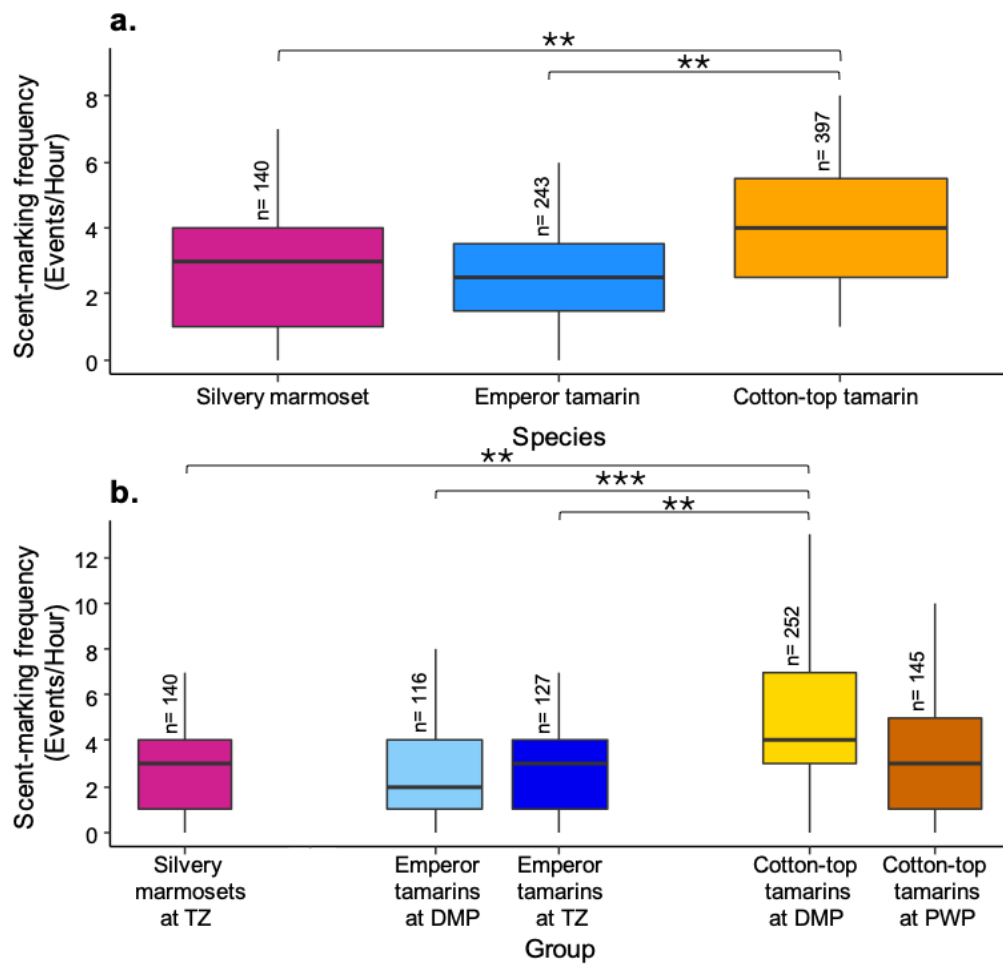 a.
**
**
Scent-marking frequency
(Events/Hour)
8
6
4
2
0
n= 140
n= 243
n= 397
Silvery marmoset
Emperor tamarin
Cotton-top tamarin
Species
**
b.
***
**
Scent-marking frequency
(Events/Hour)
12
10
8
6
4
2
0
n= 140
n= 116
n= 127
n= 252
n= 145
Silvery
marmosets
at TZ
Emperor
tamarins
at DMP
Emperor
tamarins
at TZ
Cotton-top
tamarins
at DMP
Cotton-top
tamarins
at PWP
Group